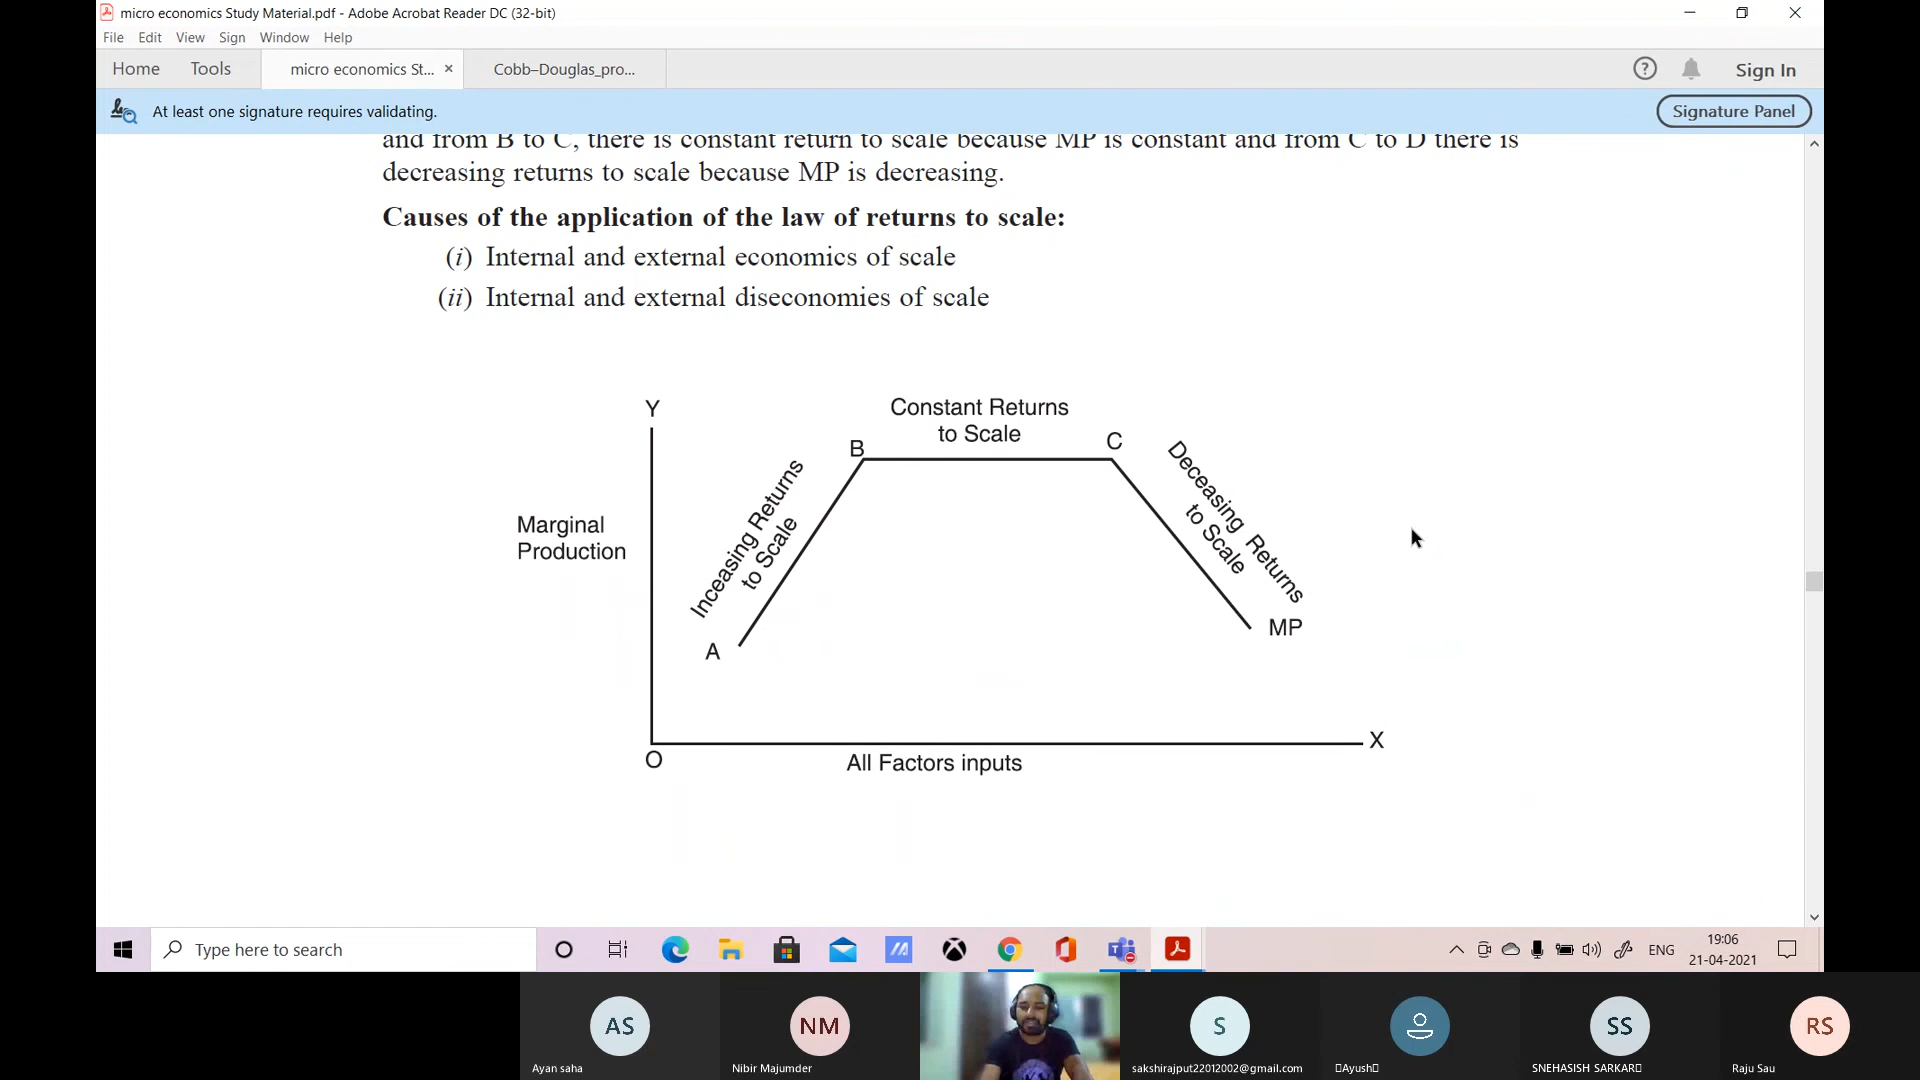 micro economics Study Material.pdf - Adobe Acrobat Reader DC (32-bit)
File Edit View Sign Window Help
Home Tools micro economics St... × Cobb–Douglas_pro... Sign In
At least one signature requires validating. Signature Panel
and from B to C, there is constant return to scale because MP is constant and from C to D there is
decreasing returns to scale because MP is decreasing.
Causes of the application of the law of returns to scale:
(i) Internal and external economics of scale
(ii) Internal and external diseconomies of scale
Y
Constant Returns
to Scale
B
C
Inceasing Returns
to Scale
Deceasing Returns
to Scale
Marginal
Production
A
MP
O
X
All Factors inputs
Type here to search
ENG
19:06
21-04-2021
AS
NM
S
SS
RS
Ayan saha
Nibir Majumder
sakshirajput22012002@gmail.com
▯Ayush▯
SNEHASISH SARKAR▯
Raju Sau